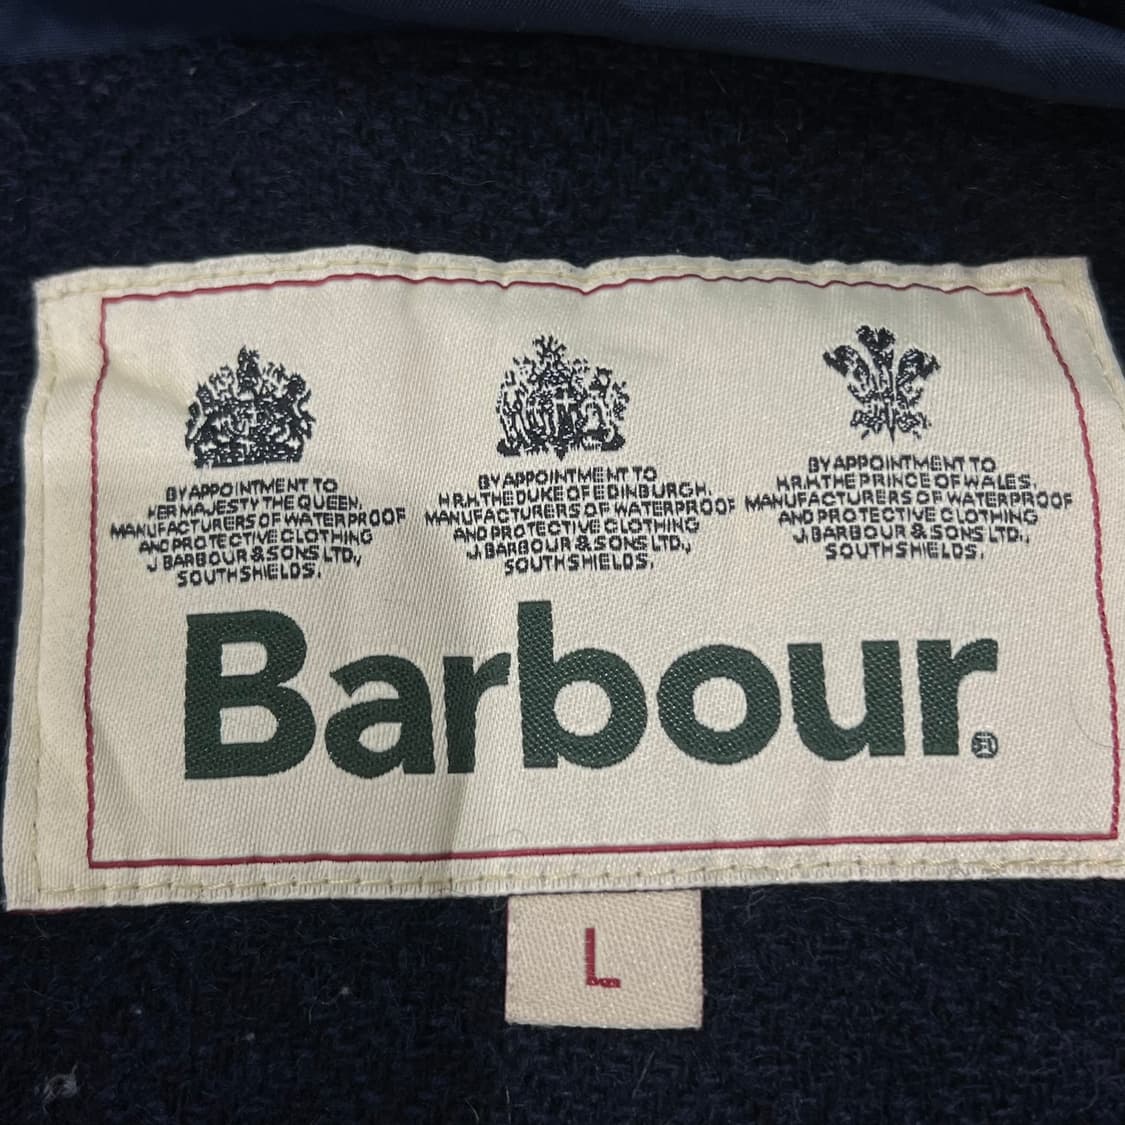 BY APPOINTMENT TO
HER MAJESTY THE QUEEN.
MANUFACTURERS OF WATERPROOF
AND PROTECTIVE CLOTHING
J BARBOUR & SONS LTD.,
SOUTH SHIELDS.
BY APPOINTMENT TO
H.R.H. THE DUKE OF EDINBURGH.
MANUFACTURERS OF WATERPROOF
AND PROTECTIVE CLOTHING
J. BARBOUR & SONS LTD.,
SOUTH SHIELDS.
BY APPOINTMENT TO
H.R.H. THE PRINCE OF WALES.
MANUFACTURERS OF WATERPROOF
AND PROTECTIVE CLOTHING
J. BARBOUR & SONS LTD.,
SOUTH SHIELDS.
Barbour®
L